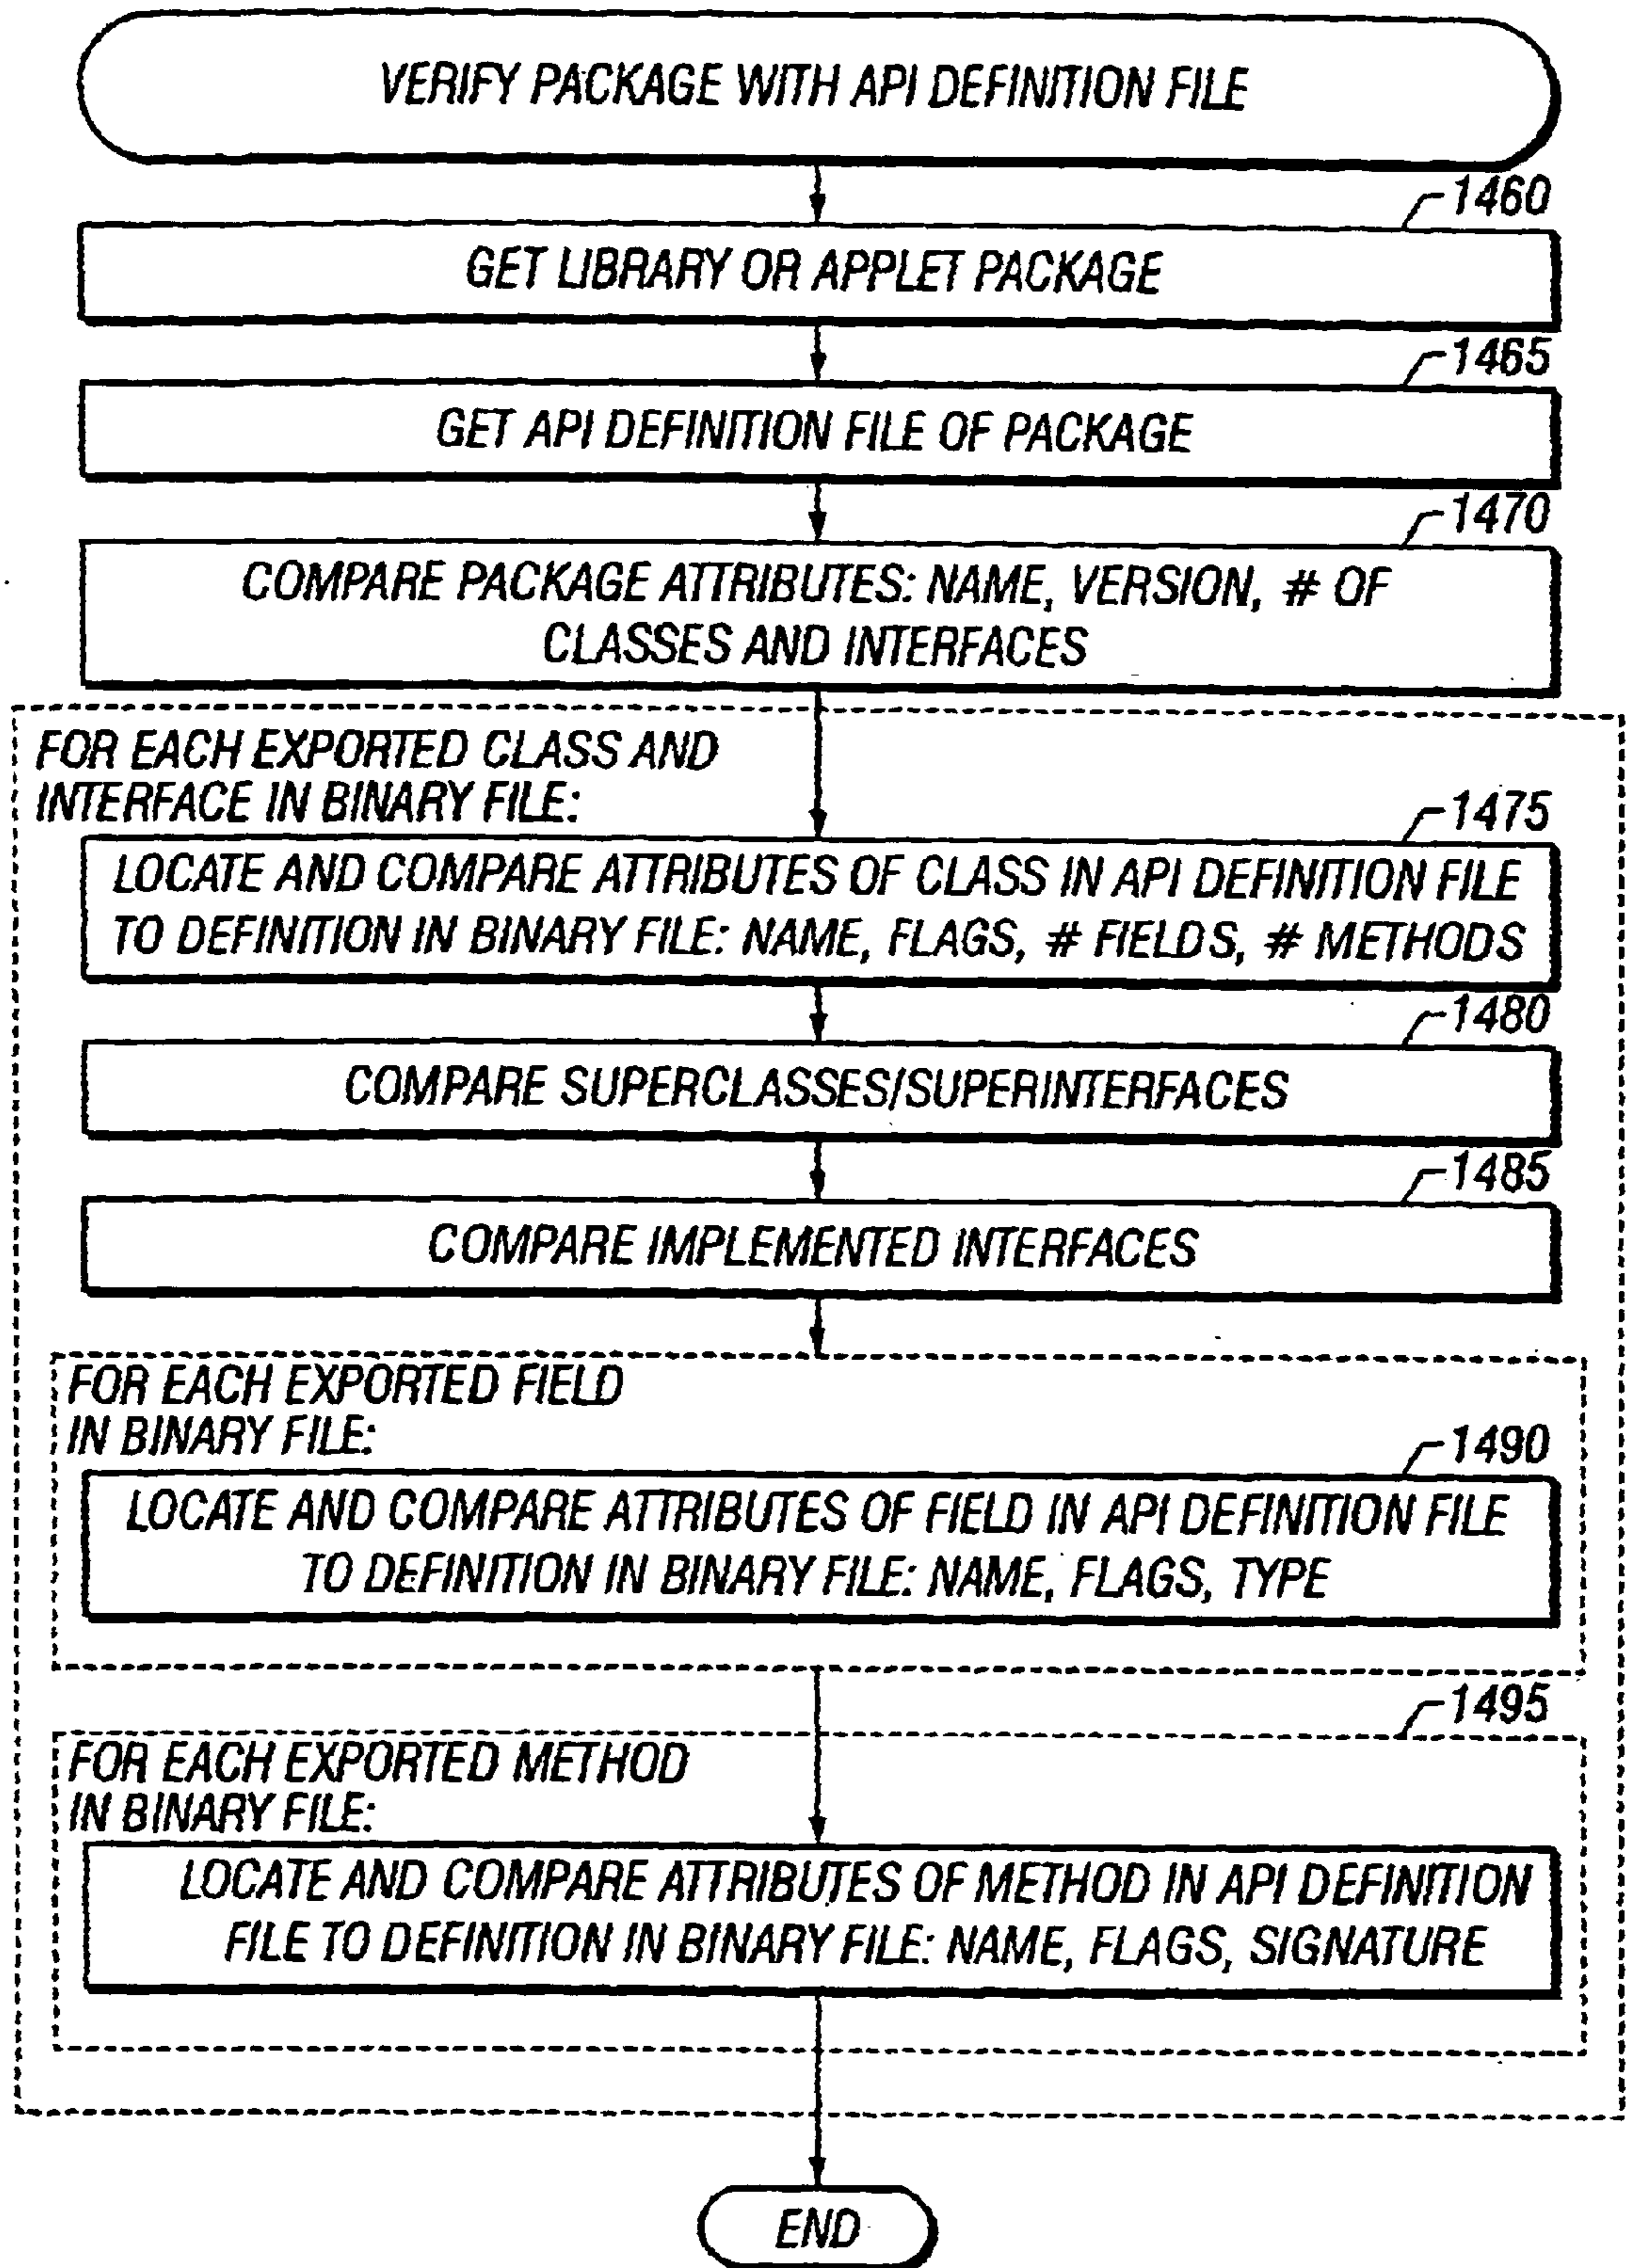 VERIFY PACKAGE WITH API DEFINITION FILE
1460
GET LIBRARY OR APPLET PACKAGE
1465
GET API DEFINITION FILE OF PACKAGE
1470
COMPARE PACKAGE ATTRIBUTES: NAME, VERSION, # OF
CLASSES AND INTERFACES
FOR EACH EXPORTED CLASS AND
INTERFACE IN BINARY FILE:
1475
LOCATE AND COMPARE ATTRIBUTES OF CLASS IN API DEFINITION FILE
TO DEFINITION IN BINARY FILE: NAME, FLAGS, # FIELDS, # METHODS
1480
COMPARE SUPERCLASSES/SUPERINTERFACES
1485
COMPARE IMPLEMENTED INTERFACES
FOR EACH EXPORTED FIELD
IN BINARY FILE:
1490
LOCATE AND COMPARE ATTRIBUTES OF FIELD IN API DEFINITION FILE
TO DEFINITION IN BINARY FILE: NAME, FLAGS, TYPE
1495
FOR EACH EXPORTED METHOD
IN BINARY FILE:
LOCATE AND COMPARE ATTRIBUTES OF METHOD IN API DEFINITION
FILE TO DEFINITION IN BINARY FILE: NAME, FLAGS, SIGNATURE
END